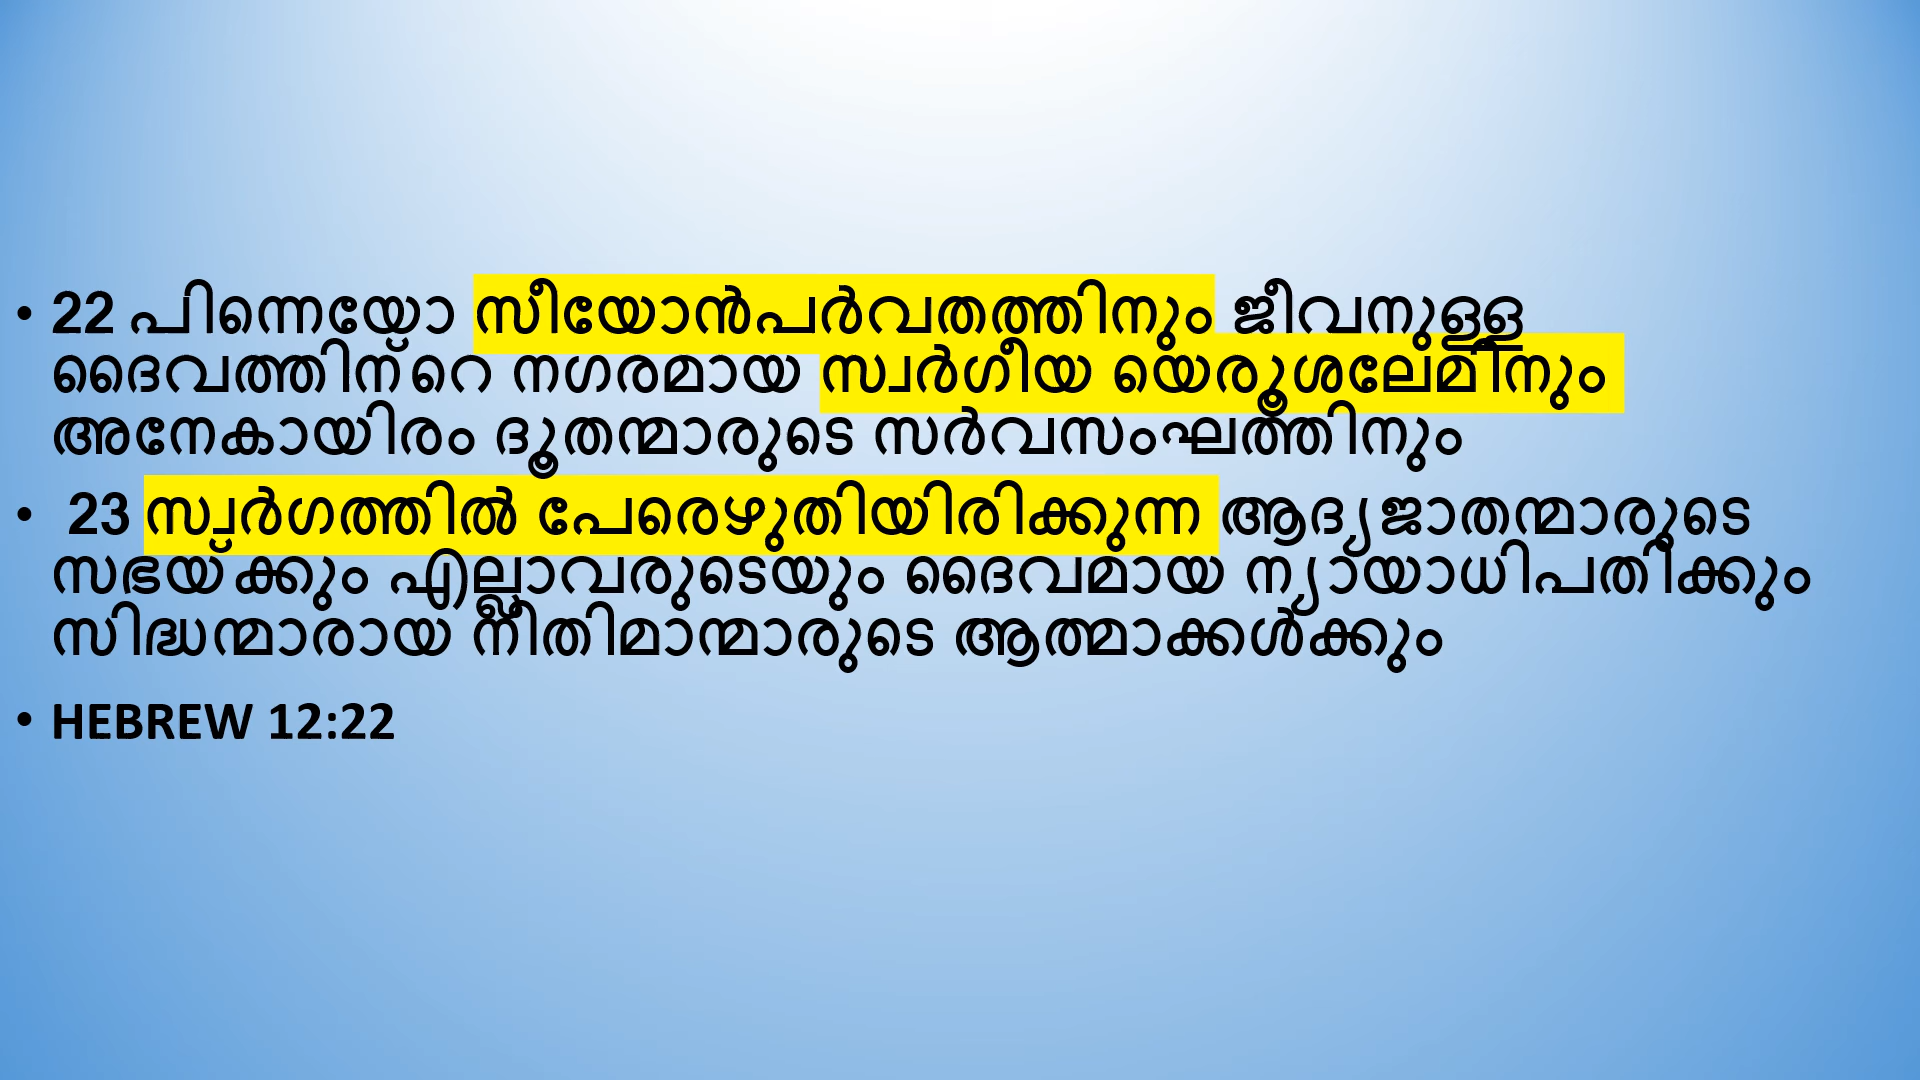 • 22 പിന്നെയോ സീയോൻപർവതത്തിനും ജീവനുള്ള
ദൈവത്തിന്റെ നഗരമായ സ്വർഗീയ യെരൂശലേമിനും
അനേകായിരം ദൂതന്മാരുടെ സർവസംഘത്തിനും
• 23 സ്വർഗത്തിൽ പേരെഴുതിയിരിക്കുന്ന ആദ്യജാതന്മാരുടെ
സഭയ്ക്കും എല്ലാവരുടെയും ദൈവമായ ന്യായാധിപതിക്കും
സിദ്ധന്മാരായ നീതിമാന്മാരുടെ ആത്മാക്കൾക്കും
• HEBREW 12:22